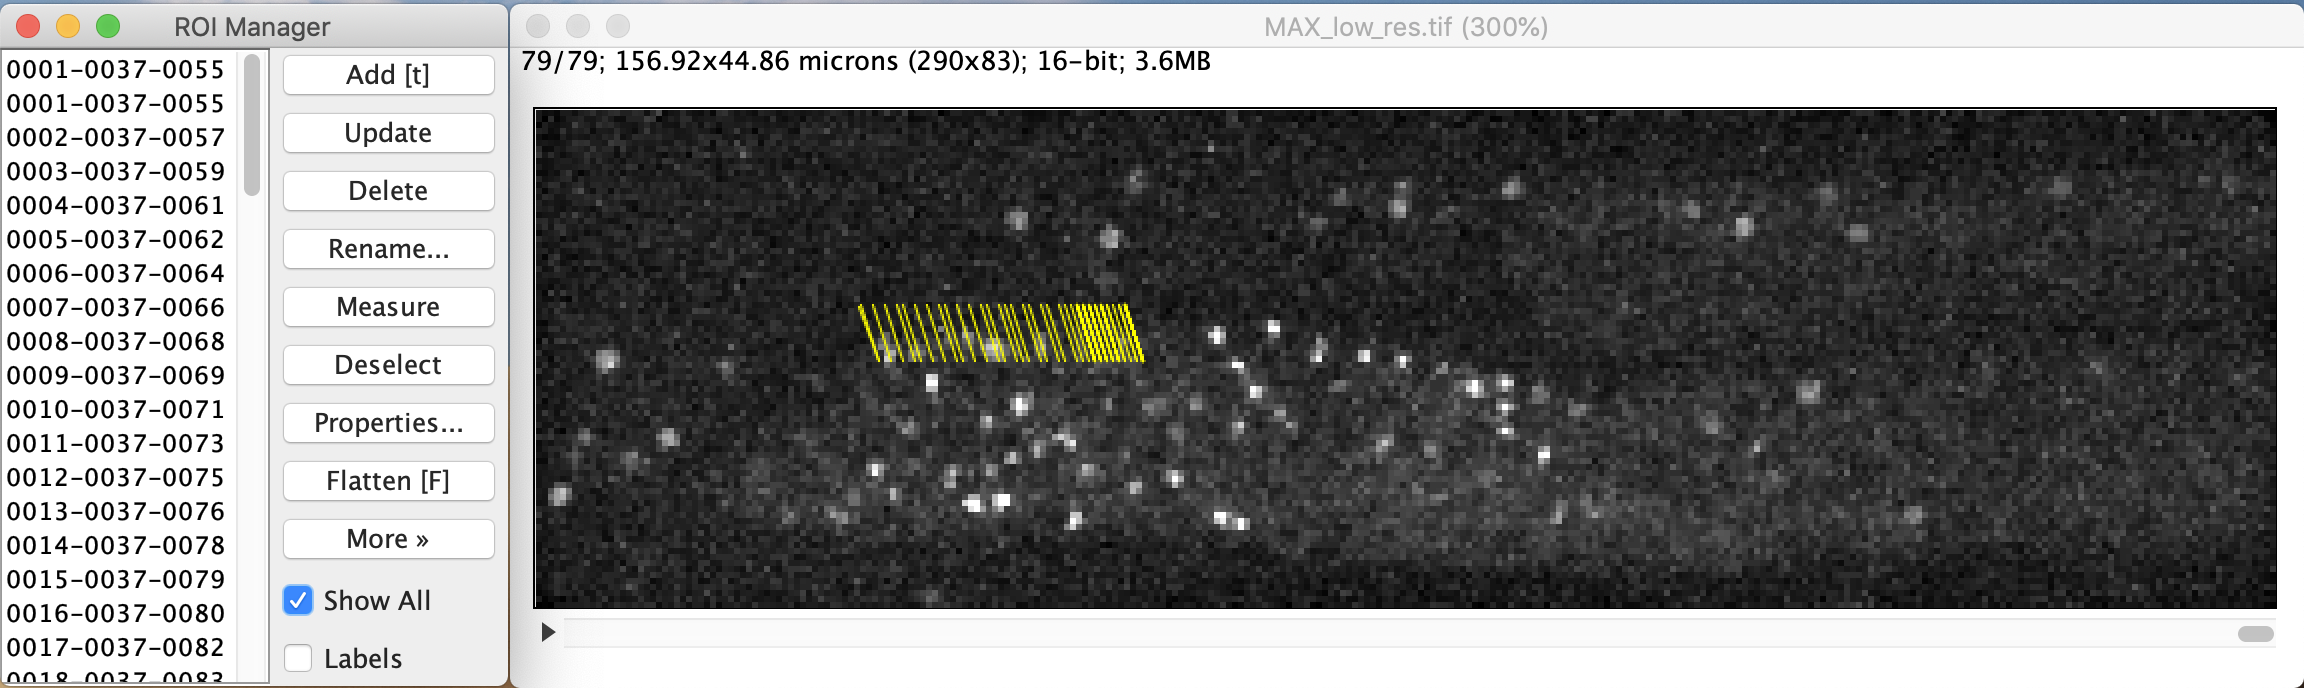 ROI Manager
0001-0037-0055
0001-0037-0055
0002-0037-0057
0003-0037-0059
0004-0037-0061
0005-0037-0062
0006-0037-0064
0007-0037-0066
0008-0037-0068
0009-0037-0069
0010-0037-0071
0011-0037-0073
0012-0037-0075
0013-0037-0076
0014-0037-0078
0015-0037-0079
0016-0037-0080
0017-0037-0082
0018-0037-0083
Add [t]
Update
Delete
Rename...
Measure
Deselect
Properties...
Flatten [F]
More »
Show All
Labels
MAX_low_res.tif (300%)
79/79; 156.92x44.86 microns (290x83); 16-bit; 3.6MB